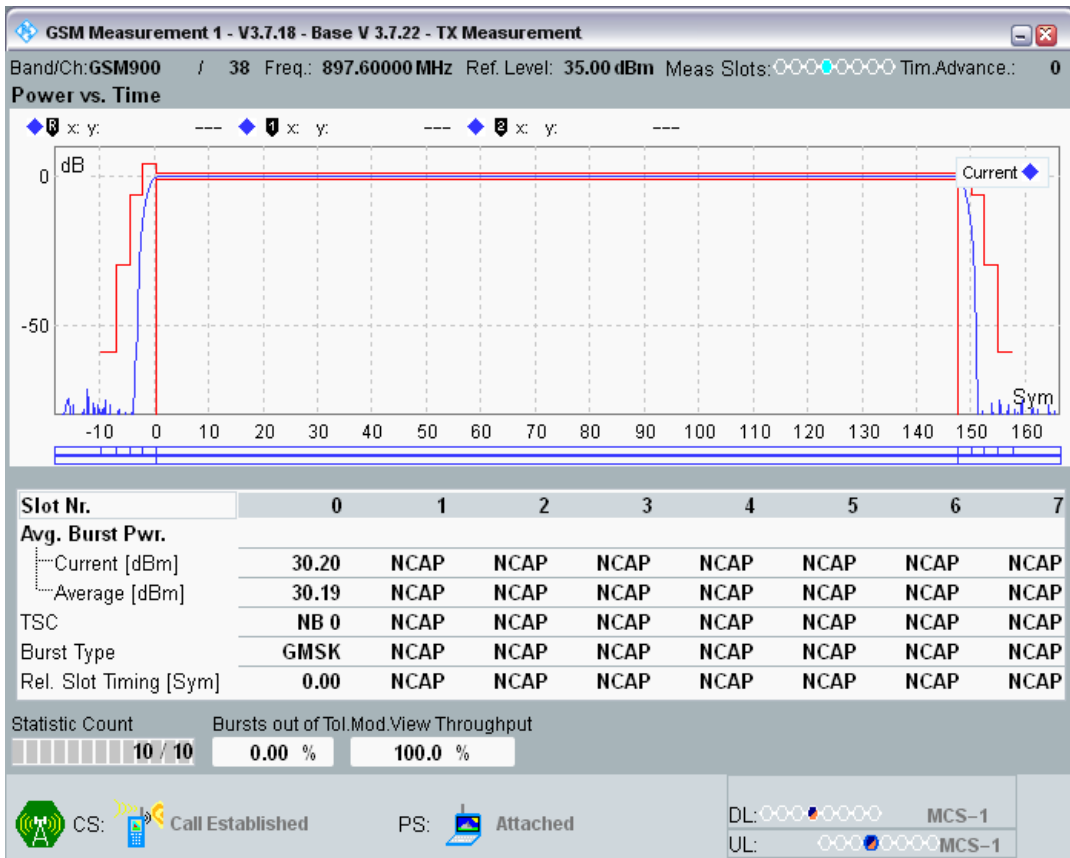 GSM Measurement 1 - V3.7.18 - Base V 3.7.22 - TX Measurement
Band/Ch:GSM900 / 38 Freq.: 897.60000 MHz Ref. Level: 35.00 dBm Meas Slots: Tim.Advance.: 0
Power vs. Time
R x: y: --- 1 x: y: --- 2 x: y: ---
dB
Current
0
-50
Sym
-10 0 10 20 30 40 50 60 70 80 90 100 110 120 130 140 150 160
Slot Nr. 0 1 2 3 4 5 6 7
Avg. Burst Pwr.
Current [dBm] 30.20 NCAP NCAP NCAP NCAP NCAP NCAP NCAP
Average [dBm] 30.19 NCAP NCAP NCAP NCAP NCAP NCAP NCAP
TSC NB 0 NCAP NCAP NCAP NCAP NCAP NCAP NCAP
Burst Type GMSK NCAP NCAP NCAP NCAP NCAP NCAP NCAP
Rel. Slot Timing [Sym] 0.00 NCAP NCAP NCAP NCAP NCAP NCAP NCAP
Statistic Count Bursts out of Tol.Mod.View Throughput
10 / 10 0.00 % 100.0 %
CS: Call Established PS: Attached
DL: MCS-1
UL: MCS-1